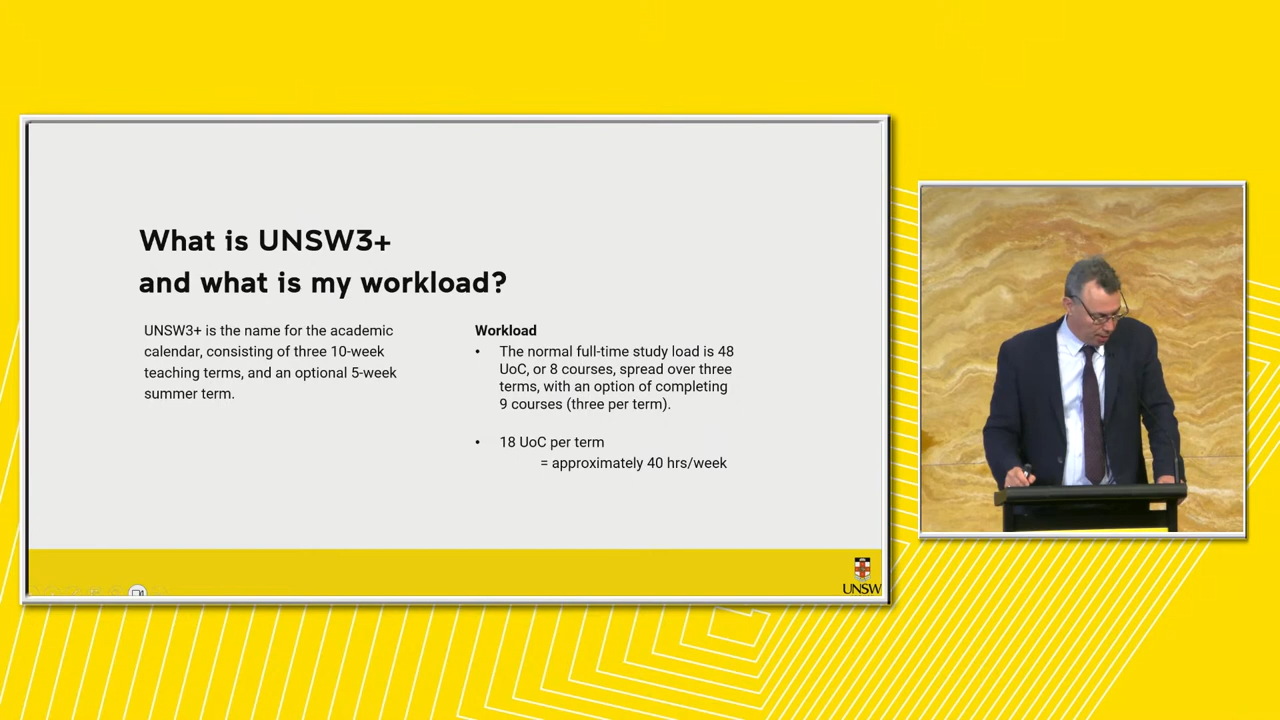 What is UNSW3+
and what is my workload?
UNSW3+ is the name for the academic
calendar, consisting of three 10-week
teaching terms, and an optional 5-week
summer term.
Workload
• The normal full-time study load is 48
UoC, or 8 courses, spread over three
terms, with an option of completing
9 courses (three per term).
• 18 UoC per term
= approximately 40 hrs/week
UNSW